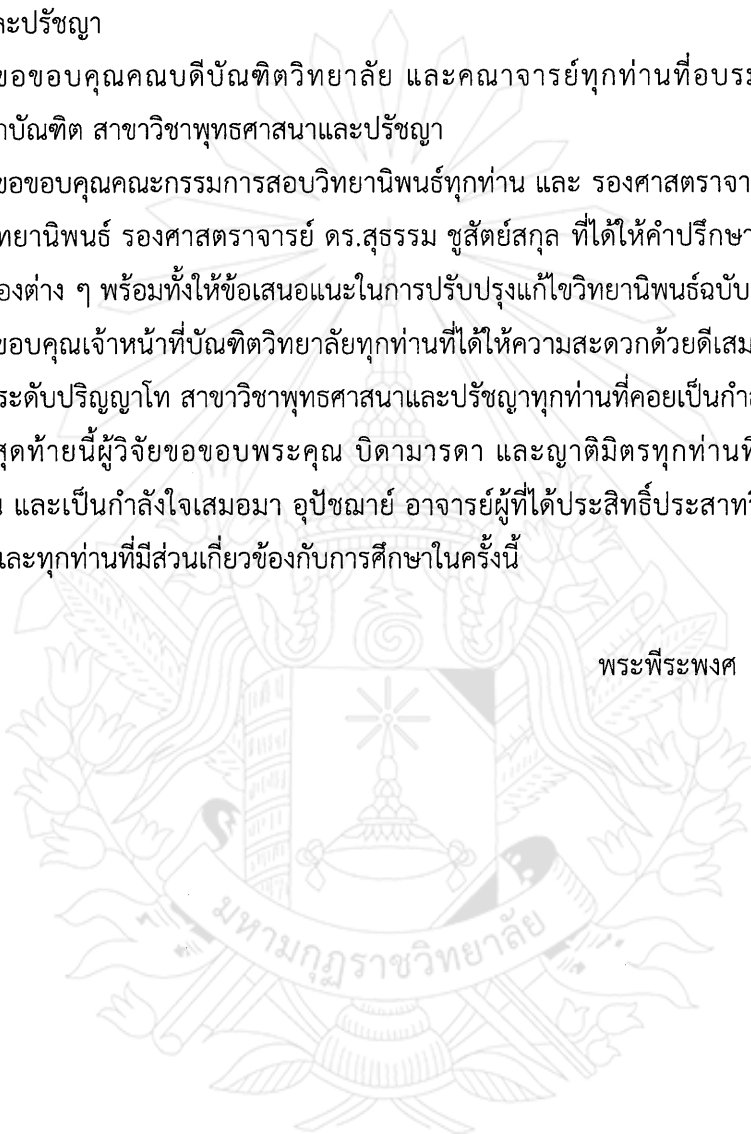 ละปรัชญา
ขอขอบคุณคณบดีบัณฑิตวิทยาลัย และคณาจารย์ทุกท่านที่อบรม
าบัณฑิต สาขาวิชาพุทธศาสนาและปรัชญา
ขอขอบคุณคณะกรรมการสอบวิทยานิพนธ์ทุกท่าน และ รองศาสตราจา
ทยานิพนธ์ รองศาสตราจารย์ ดร.สุธรรม ชูสัตย์สกุล ที่ได้ให้คำปรึกษา
องต่าง ๆ พร้อมทั้งให้ข้อเสนอแนะในการปรับปรุงแก้ไขวิทยานิพนธ์ฉบับ
ขอบคุณเจ้าหน้าที่บัณฑิตวิทยาลัยทุกท่านที่ได้ให้ความสะดวกด้วยดีเสม
ระดับปริญญาโท สาขาวิชาพุทธศาสนาและปรัชญาทุกท่านที่คอยเป็นกำล
สุดท้ายนี้ผู้วิจัยขอขอบพระคุณ บิดามารดา และญาติมิตรทุกท่านที
และเป็นกำลังใจเสมอมา อุปัชฌาย์ อาจารย์ผู้ที่ได้ประสิทธิ์ประสาทวิ
และทุกท่านที่มีส่วนเกี่ยวข้องกับการศึกษาในครั้งนี้
พระพีระพงศ
มหามกุฏราชวิทยาลัย